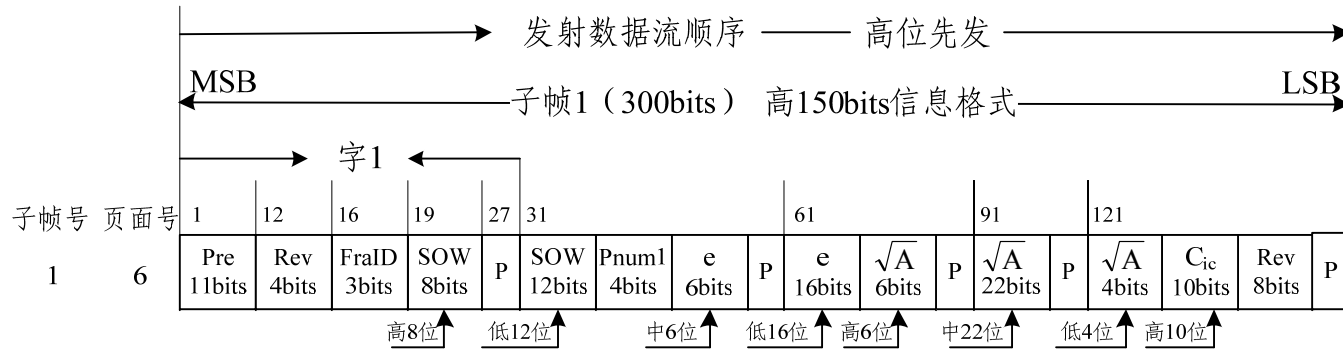 发射数据流顺序 高位先发
MSB LSB
子帧1（300bits） 高150bits信息格式
字1
子帧号 页面号 1 12 16 19 27 31 61 91 121
1 6 Pre 11bits Rev 4bits FraID 3bits SOW 8bits P SOW 12bits Pnum1 4bits e 6bits P e 16bits √A 6bits P √A 22bits P √A 4bits Cic 10bits Rev 8bits P
高8位 低12位 中6位 低16位 高6位 中22位 低4位 高10位